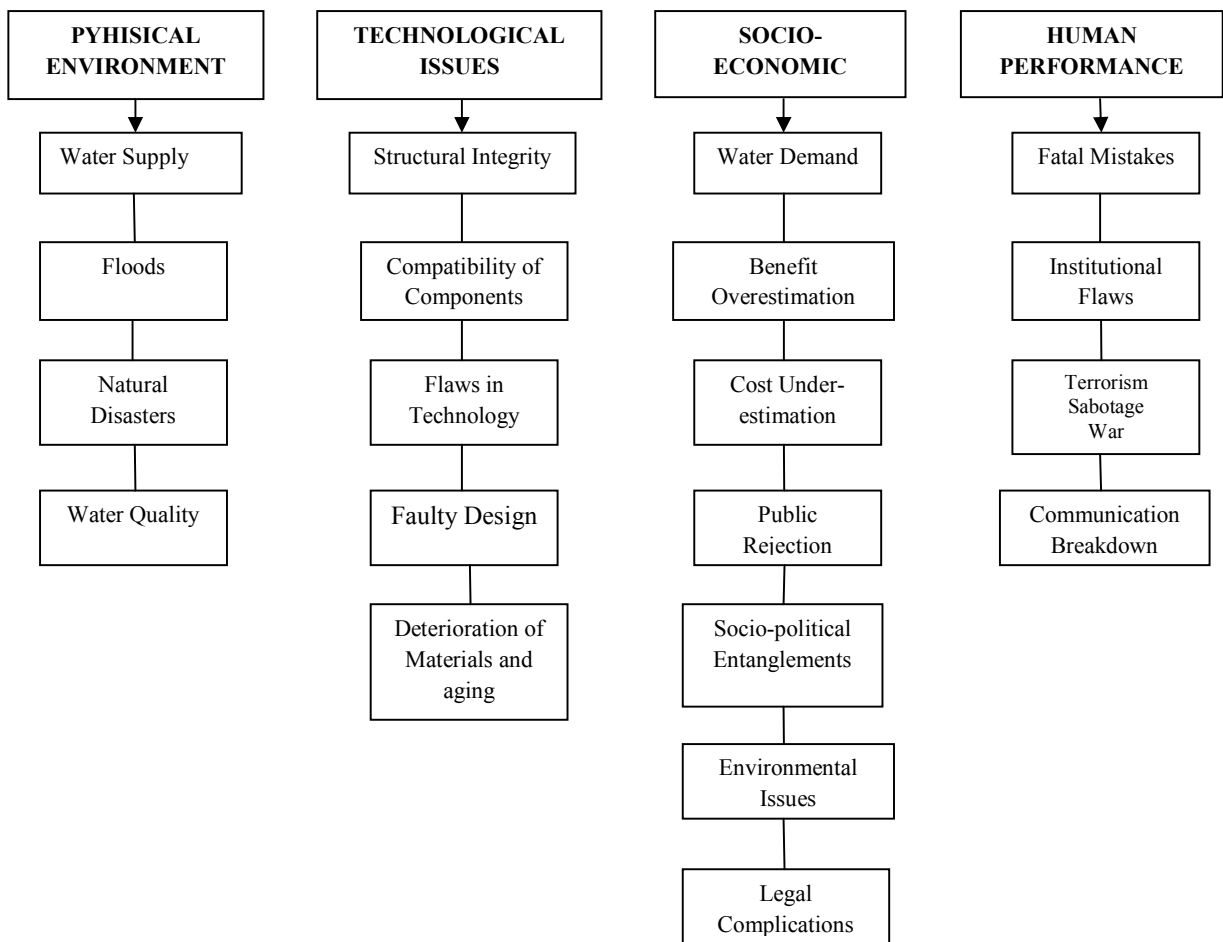 PYHISICAL
ENVIRONMENT
Water Supply
Floods
Natural
Disasters
Water Quality
TECHNOLOGICAL
ISSUES
Structural Integrity
Compatibility of
Components
Flaws in
Technology
Faulty Design
Deterioration of
Materials and
aging
SOCIO-
ECONOMIC
Water Demand
Benefit
Overestimation
Cost Under-
estimation
Public
Rejection
Socio-political
Entanglements
Environmental
Issues
Legal
Complications
HUMAN
PERFORMANCE
Fatal Mistakes
Institutional
Flaws
Terrorism
Sabotage
War
Communication
Breakdown